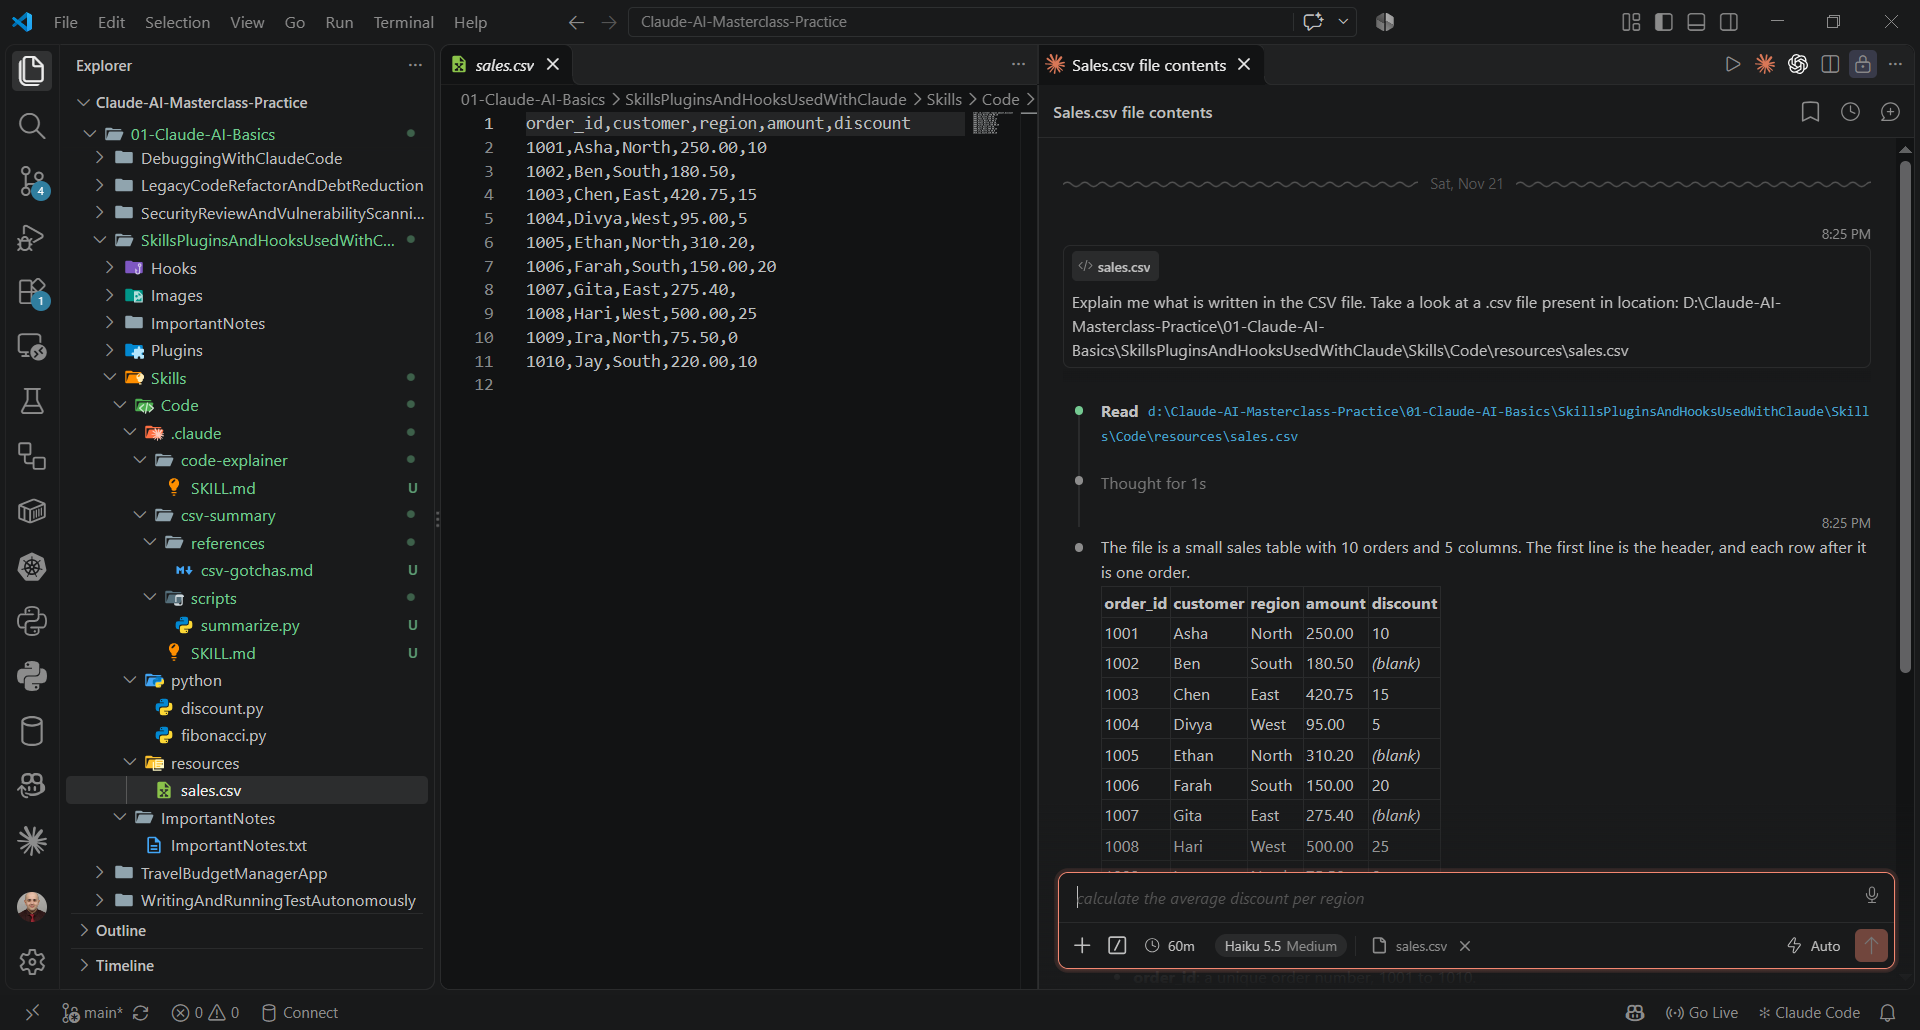 File Edit Selection View Go Run Terminal Help
Claude-AI-Masterclass-Practice
Explorer
Claude-AI-Masterclass-Practice
01-Claude-AI-Basics
DebuggingWithClaudeCode
LegacyCodeRefactorAndDebtReduction
SecurityReviewAndVulnerabilityScanni...
SkillsPluginsAndHooksUsedWithC...
Hooks
Images
ImportantNotes
Plugins
Skills
Code
.claude
code-explainer
SKILL.md U
csv-summary
references
csv-gotchas.md U
scripts
summarize.py U
SKILL.md U
python
discount.py
fibonacci.py
resources
sales.csv
ImportantNotes
ImportantNotes.txt
TravelBudgetManagerApp
WritingAndRunningTestAutonomously
Outline
Timeline
4
1
sales.csv
01-Claude-AI-Basics > SkillsPluginsAndHooksUsedWithClaude > Skills > Code >
1 order_id,customer,region,amount,discount
2 1001,Asha,North,250.00,10
3 1002,Ben,South,180.50,
4 1003,Chen,East,420.75,15
5 1004,Divya,West,95.00,5
6 1005,Ethan,North,310.20,
7 1006,Farah,South,150.00,20
8 1007,Gita,East,275.40,
9 1008,Hari,West,500.00,25
10 1009,Ira,North,75.50,0
11 1010,Jay,South,220.00,10
12
Sales.csv file contents
Sales.csv file contents
Sat, Nov 21
8:25 PM
sales.csv
Explain me what is written in the CSV file. Take a look at a .csv file present in location: D:\Claude-AI-
Masterclass-Practice\01-Claude-AI-
Basics\SkillsPluginsAndHooksUsedWithClaude\Skills\Code\resources\sales.csv
Read d:\Claude-AI-Masterclass-Practice\01-Claude-AI-Basics\SkillsPluginsAndHooksUsedWithClaude\Skill
s\Code\resources\sales.csv
Thought for 1s
8:25 PM
The file is a small sales table with 10 orders and 5 columns. The first line is the header, and each row after it
is one order.
order_id customer region amount discount
1001 Asha North 250.00 10
1002 Ben South 180.50 (blank)
1003 Chen East 420.75 15
1004 Divya West 95.00 5
1005 Ethan North 310.20 (blank)
1006 Farah South 150.00 20
1007 Gita East 275.40 (blank)
1008 Hari West 500.00 25
calculate the average discount per region
60m Haiku 5.5 Medium sales.csv Auto
order_id: a unique order number, 1001 to 1010
main* 0 0 Connect
Go Live Claude Code